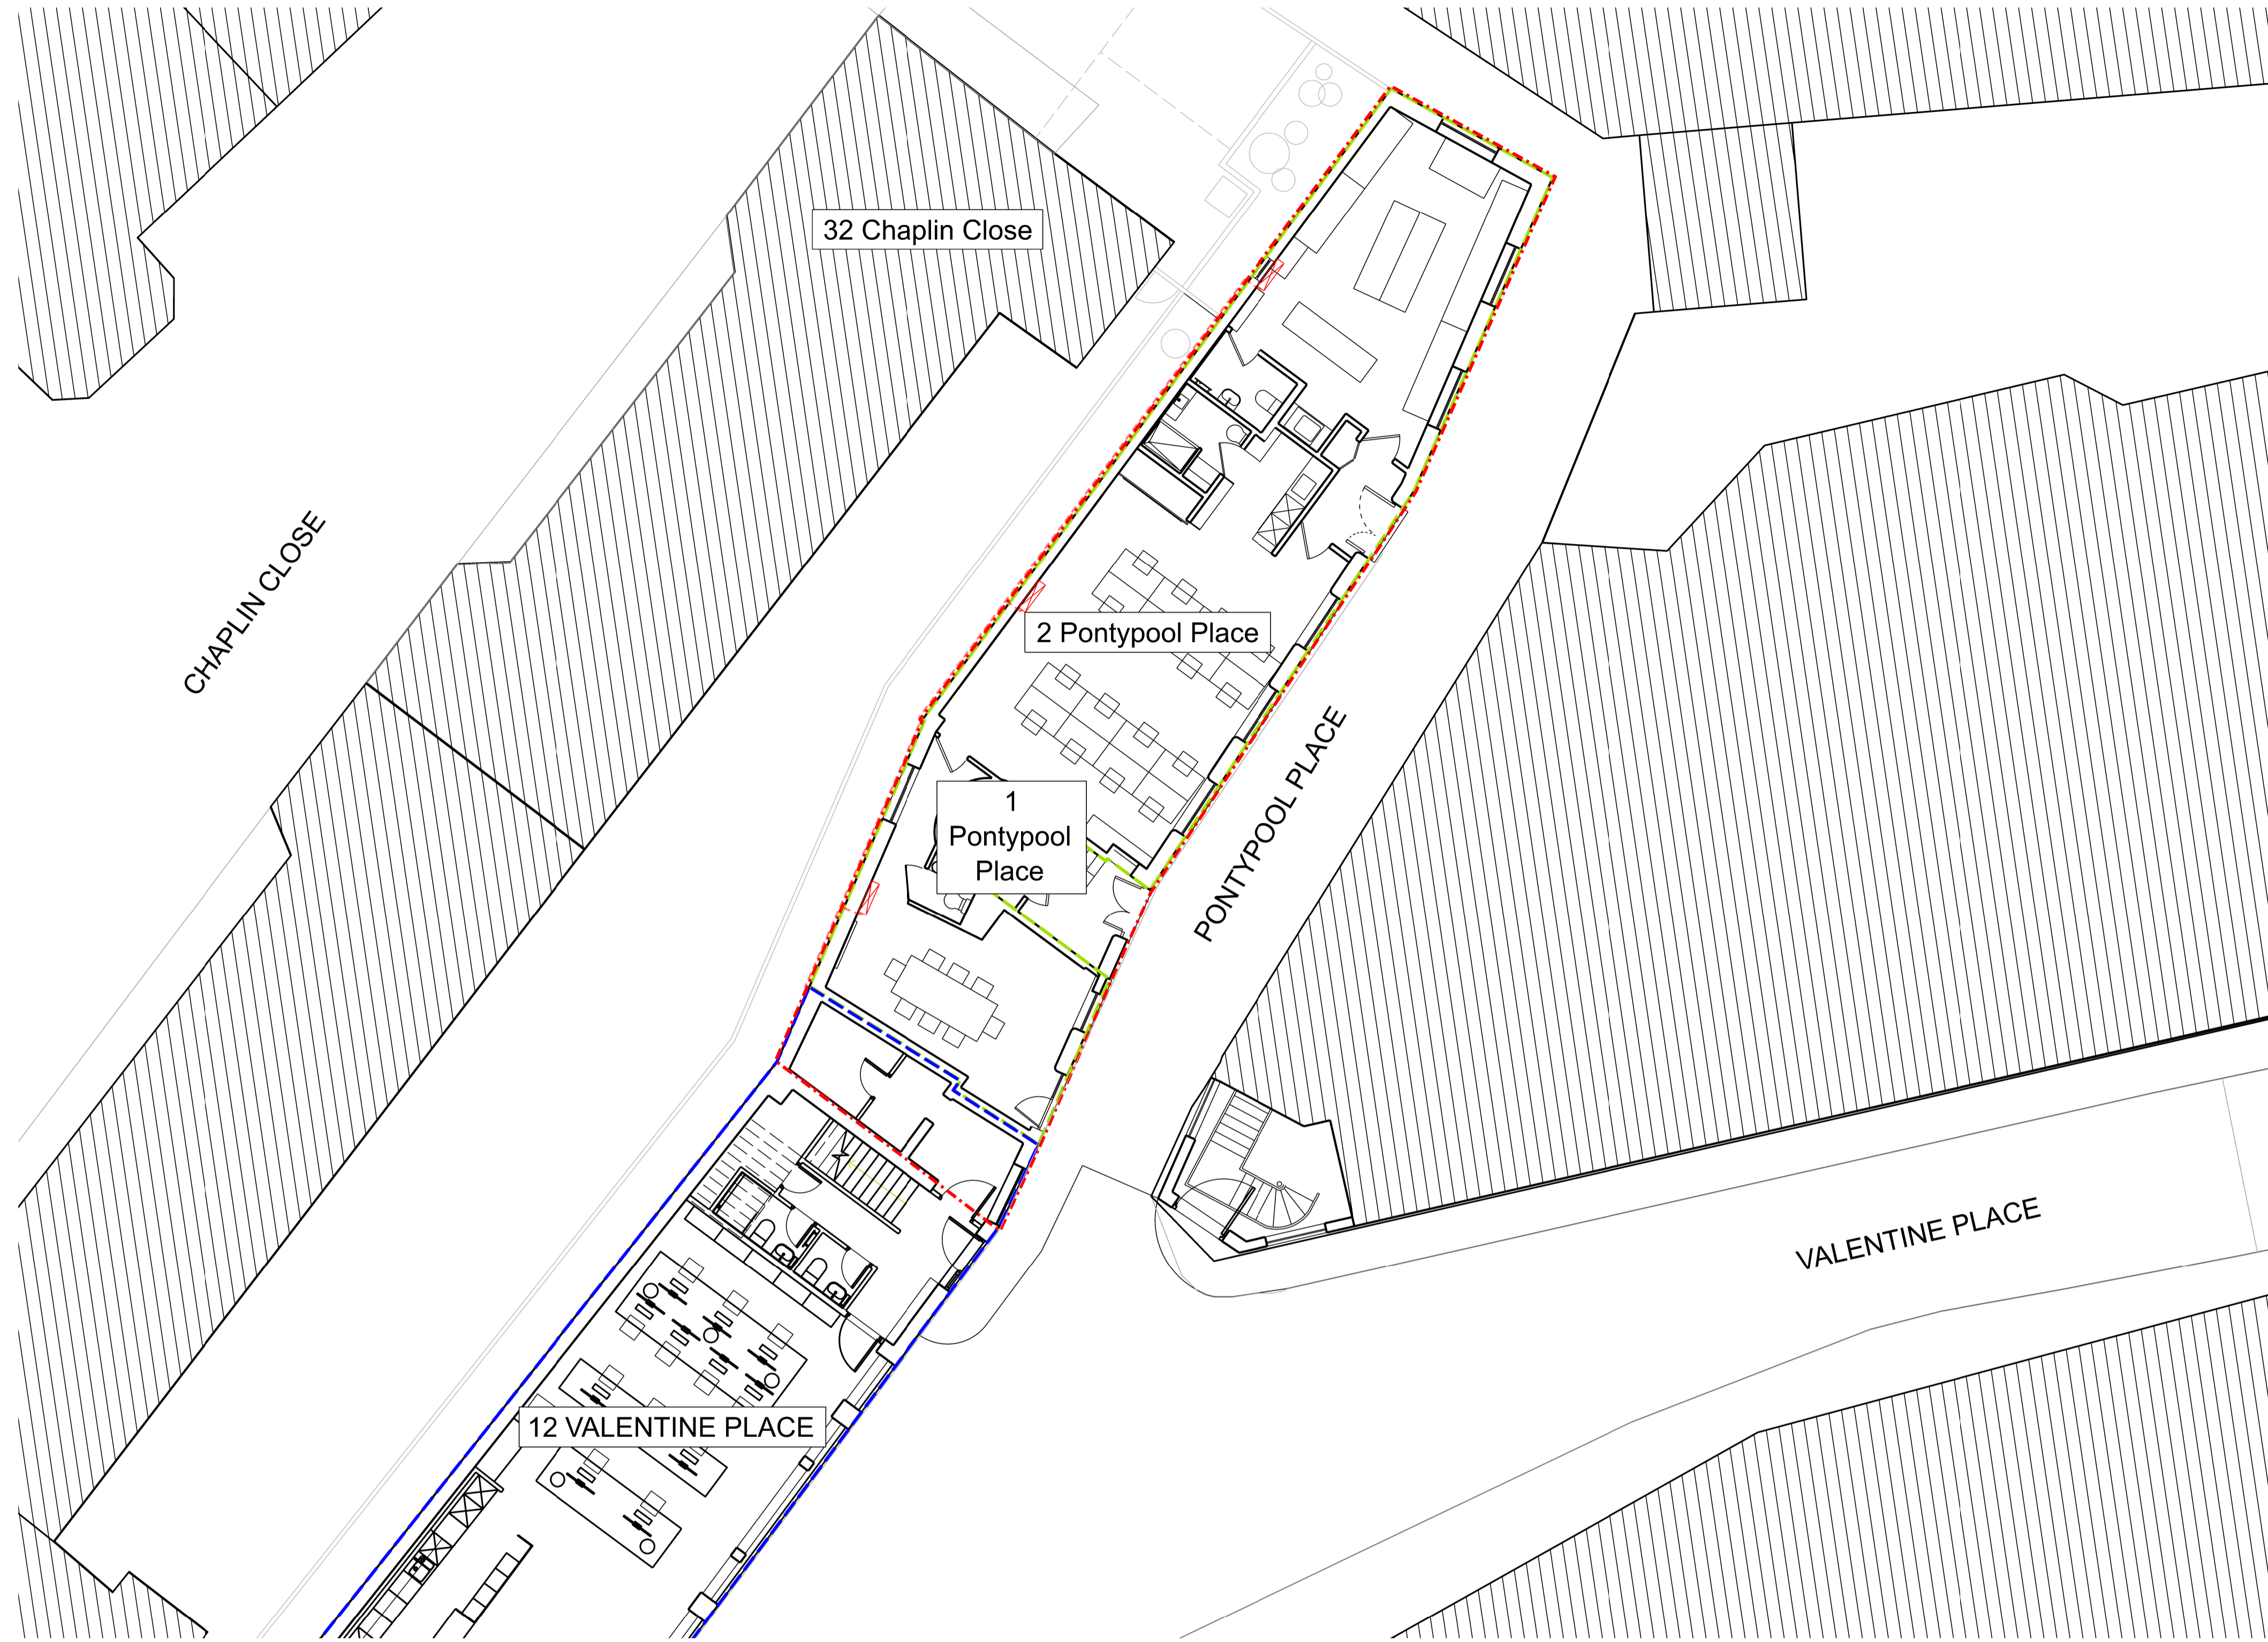 32 Chaplin Close
CHAPLIN CLOSE
2 Pontypool Place
1
Pontypool
Place
PONTYPOOL PLACE
VALENTINE PLACE
12 VALENTINE PLACE